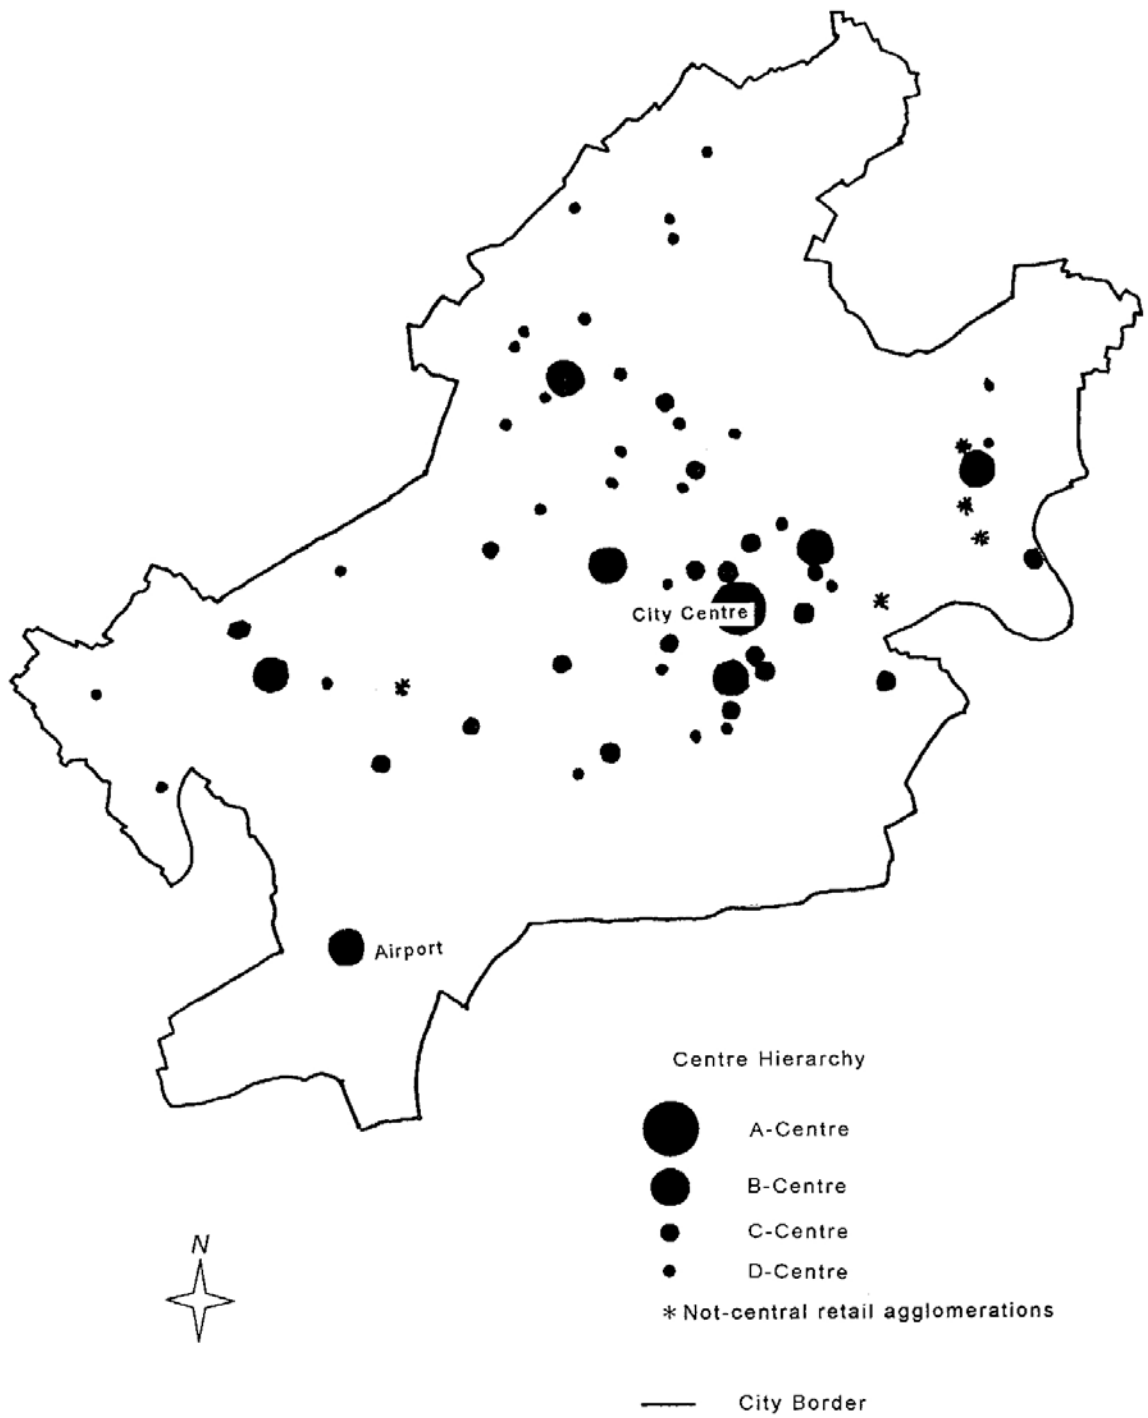 City Centre
Airport
Centre Hierarchy
A-Centre
B-Centre
C-Centre
D-Centre
* Not-central retail agglomerations
N
City Border